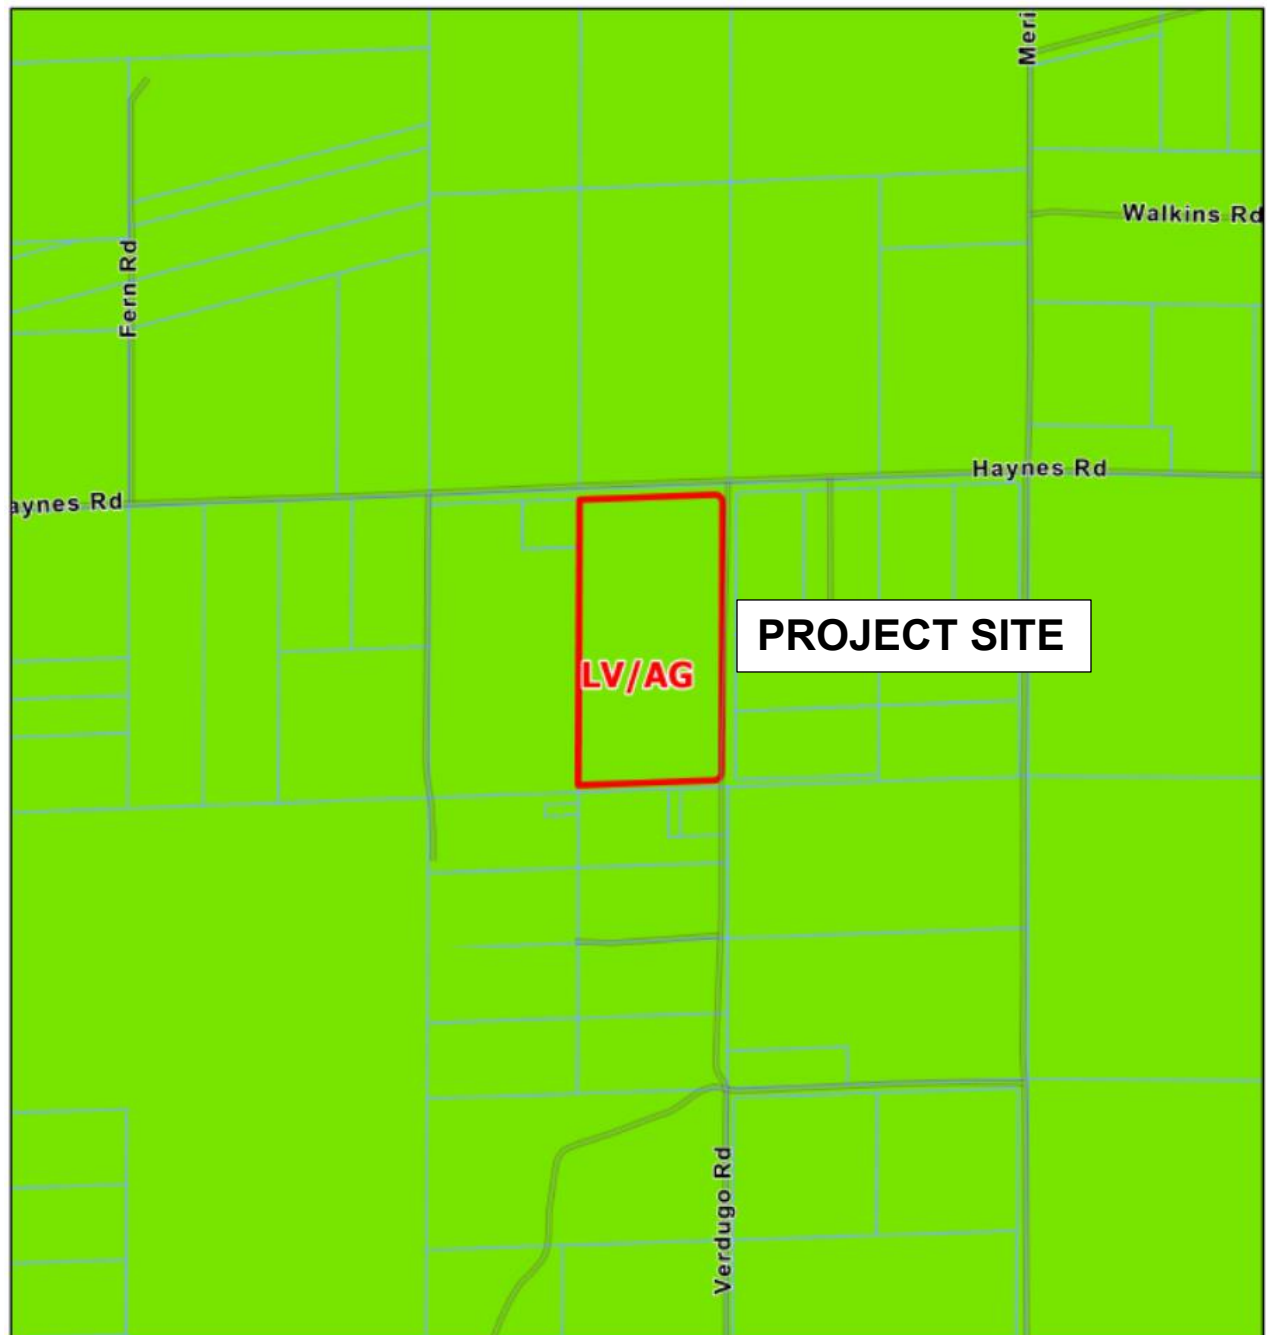 Meri
Walkins Rd
Fern Rd
Haynes Rd
aynes Rd
PROJECT SITE
LV/AG
Verdugo Rd